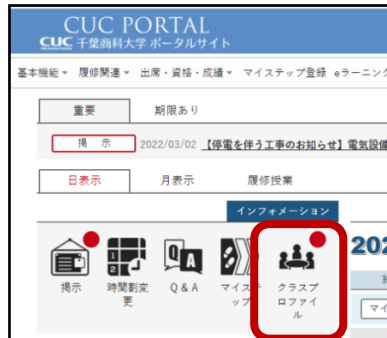 CUC PORTAL
CUC 千葉商科大学 ポータルサイト
基本機能 履修関連 出席・資格・成績 マイステップ登録 eラーニング
重要 期限あり
掲 示 2022/03/02 【停電を伴う工事のお知らせ】電気設備
日表示 月表示 履修授業
インフォメーション
202
掲示 時間割変更 Q & A マイステップ クラスプロファイル
マイ